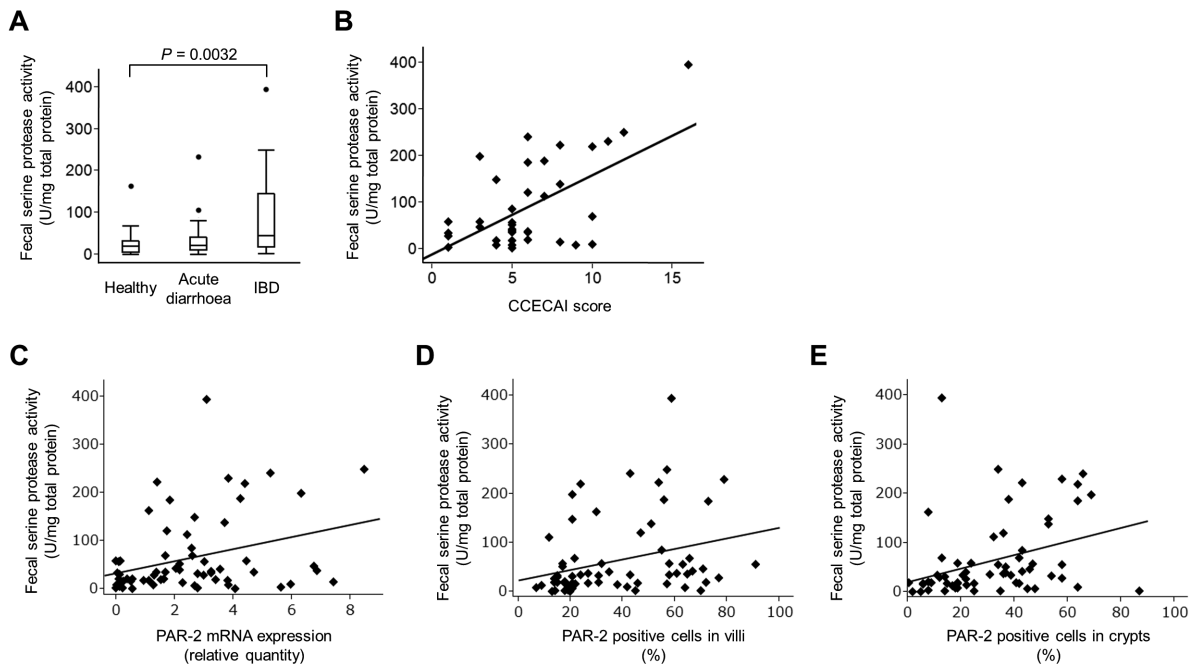 A
Fecal serine protease activity
(U/mg total protein)
P = 0.0032
400
300
200
100
0
Healthy
Acute
diarrhoea
IBD
B
Fecal serine protease activity
(U/mg total protein)
400
300
200
100
0
0 5 10 15
CCECAI score
C
Fecal serine protease activity
(U/mg total protein)
400
300
200
100
0
0 2 4 6 8
PAR-2 mRNA expression
(relative quantity)
D
Fecal serine protease activity
(U/mg total protein)
400
300
200
100
0
0 20 40 60 80 100
PAR-2 positive cells in villi
(%)
E
Fecal serine protease activity
(U/mg total protein)
400
300
200
100
0
0 20 40 60 80 100
PAR-2 positive cells in crypts
(%)